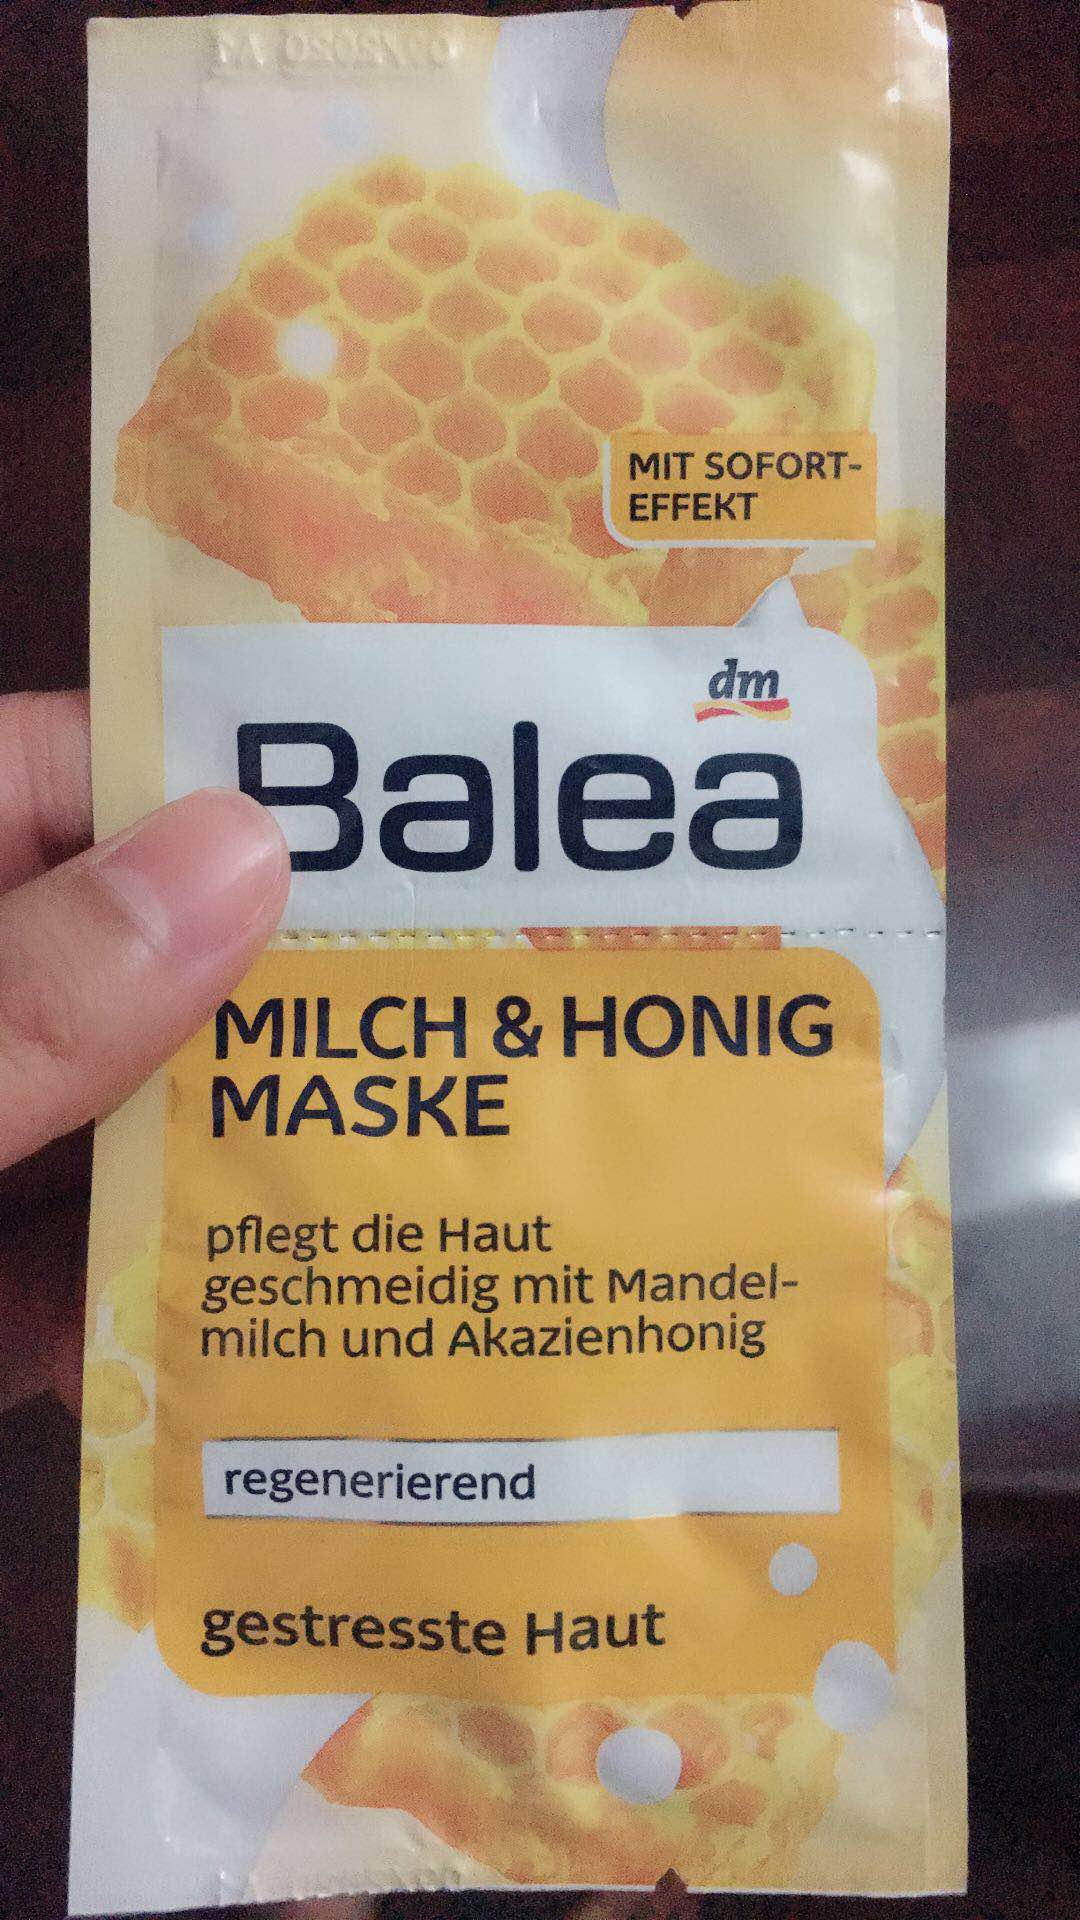 MIT SOFORT-
EFFEKT
dm
Balea
MILCH & HONIG
MASKE
pflegt die Haut
geschmeidig mit Mandel-
milch und Akazienhonig
regenerierend
gestresste Haut